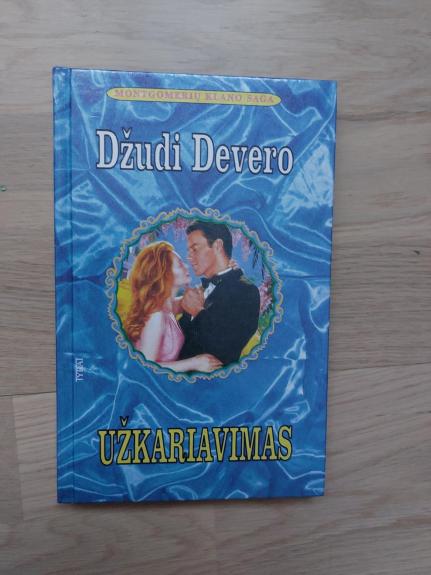 MONTGOMERIŲ KLANO SAGA
Džudi Devero
UŽKARIAVIMAS